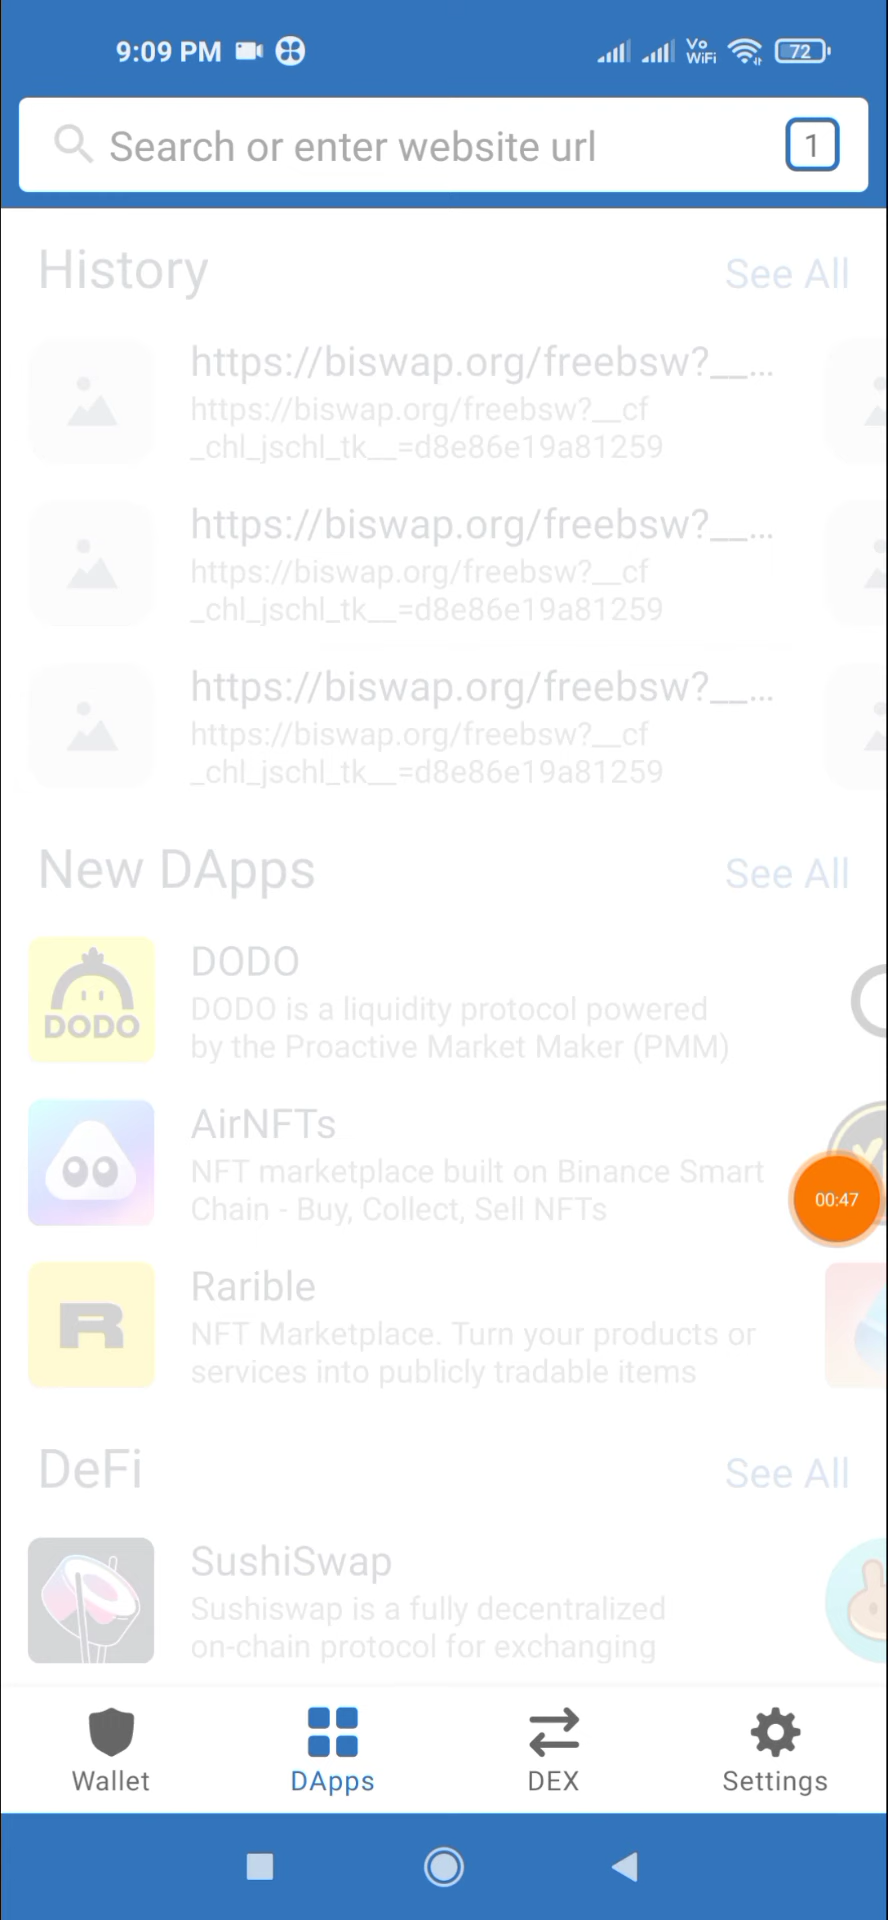 9:09 PM
Vo
WiFi
72
Search or enter website url
1
History
See All
https://biswap.org/freebsw?__...
https://biswap.org/freebsw?__cf
_chl_jschl_tk__=d8e86e19a81259
https://biswap.org/freebsw?__...
https://biswap.org/freebsw?__cf
_chl_jschl_tk__=d8e86e19a81259
https://biswap.org/freebsw?__...
https://biswap.org/freebsw?__cf
_chl_jschl_tk__=d8e86e19a81259
New DApps
See All
DODO
DODO
DODO is a liquidity protocol powered
by the Proactive Market Maker (PMM)
AirNFTs
NFT marketplace built on Binance Smart
Chain - Buy, Collect, Sell NFTs
00:47
R
Rarible
NFT Marketplace. Turn your products or
services into publicly tradable items
DeFi
See All
SushiSwap
Sushiswap is a fully decentralized
on-chain protocol for exchanging
Wallet
DApps
DEX
Settings